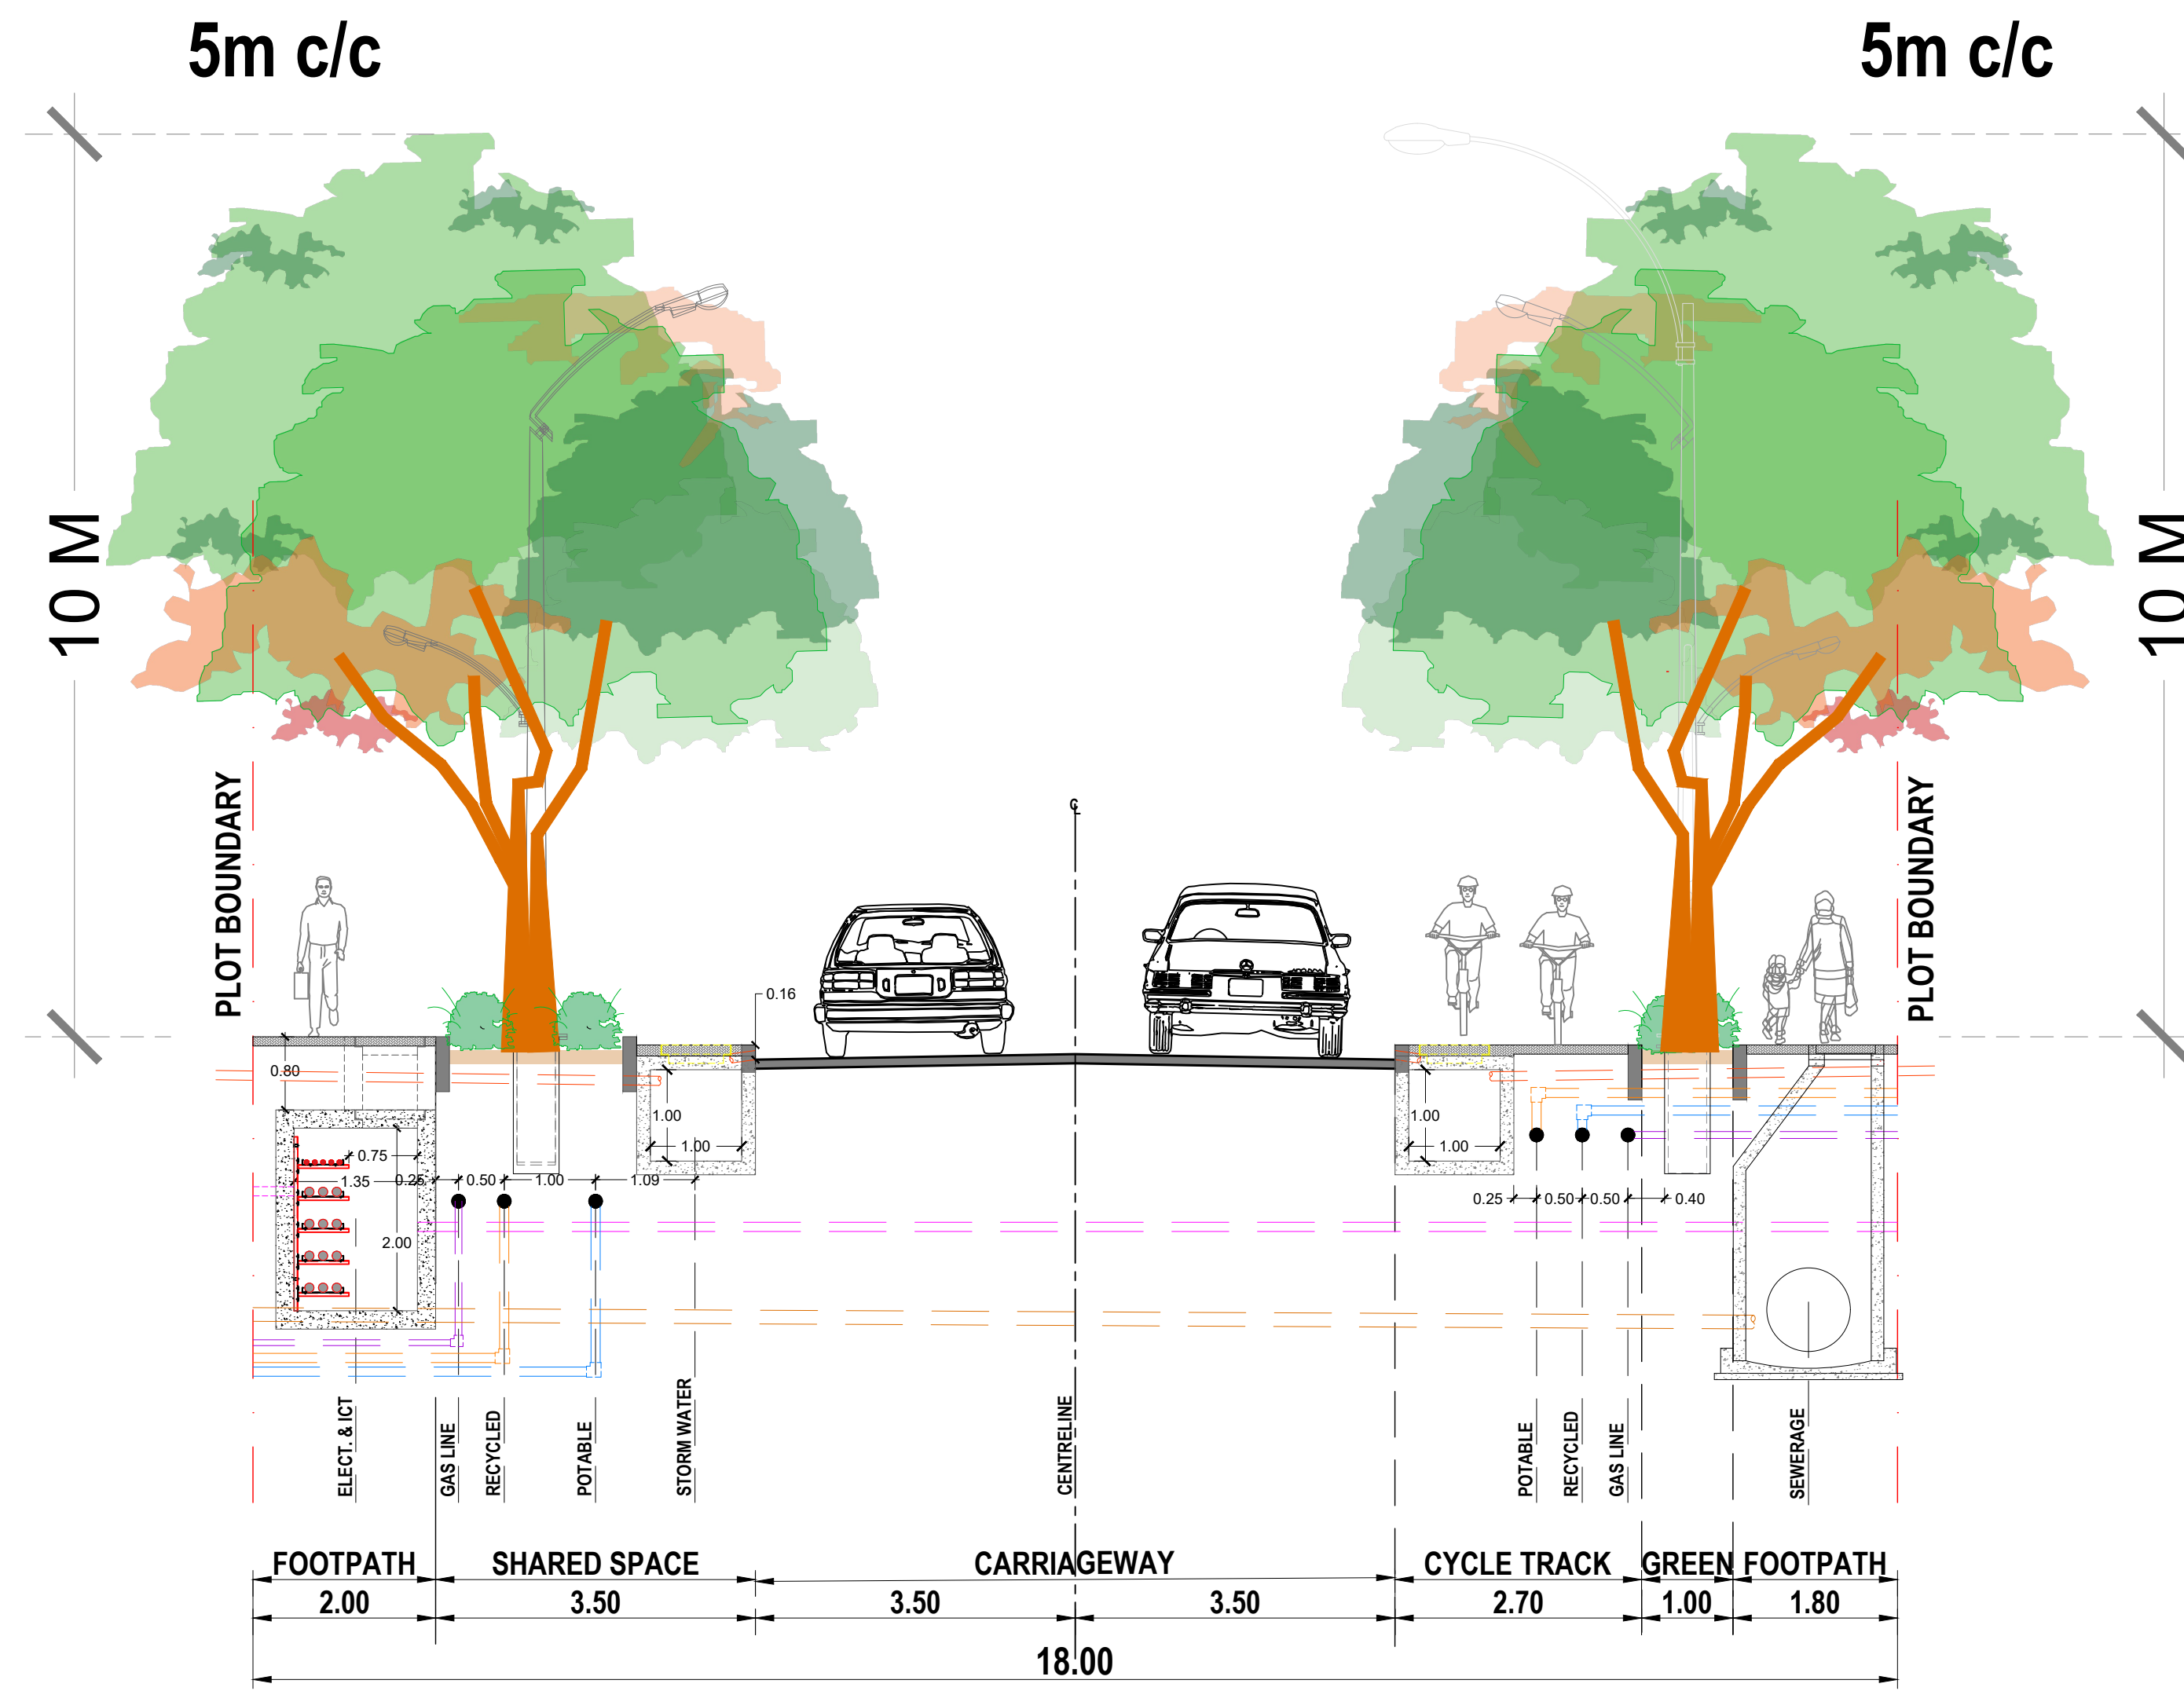 5m c/c
5m c/c
10 M
10 M
PLOT BOUNDARY
PLOT BOUNDARY
℄
0.16
0.80
1.00
1.00
1.00
1.00
0.75
1.35
0.25
0.50
1.00
1.09
2.00
0.25
0.50
0.50
0.40
ELECT. & ICT
GAS LINE
RECYCLED
POTABLE
STORM WATER
CENTRELINE
POTABLE
RECYCLED
GAS LINE
SEWERAGE
FOOTPATH
SHARED SPACE
CARRIAGEWAY
CYCLE TRACK
GREEN
FOOTPATH
2.00
3.50
3.50
3.50
2.70
1.00
1.80
18.00